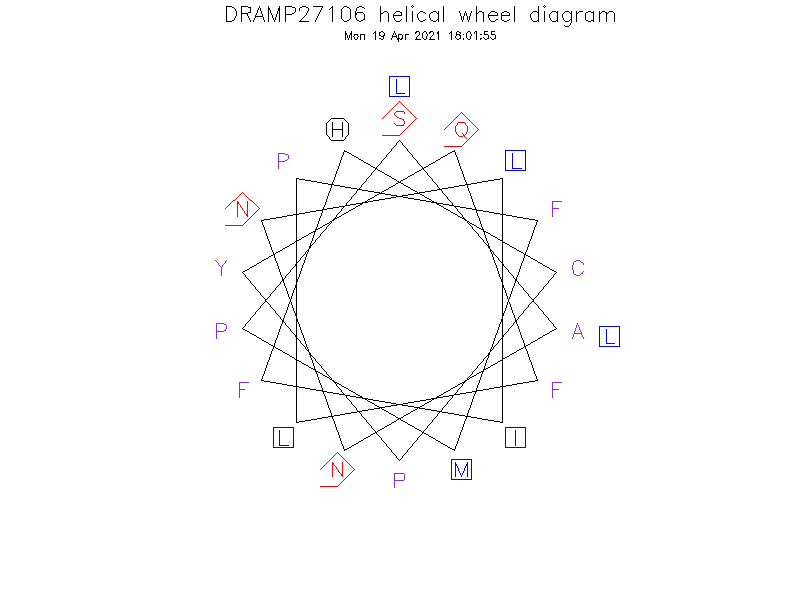 DRAMP27106 helical wheel diagram
Mon 19 Apr 2021 18:01:55
L
H S Q
P L
N F
Y C
P A L
F F
L I
N P M